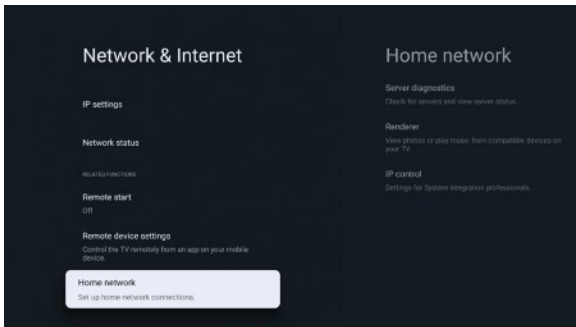 Network & Internet
IP settings
Network status
RELATED FUNCTIONS
Remote start
Off
Remote device settings
Control the TV remotely from an app on your mobile
device.
Home network
Set up home network connections.
Home network
Server diagnostics
Check for servers and view server status.
Renderer
View photos or play music from compatible devices on
your TV.
IP control
Settings for System integration professionals.